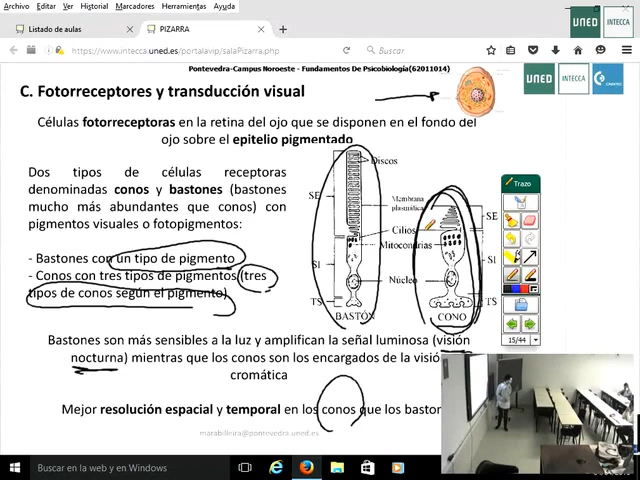 Archivo Editar Ver Historial Marcadores Herramientas Ayuda
Listado de aulas
PIZARRA
https://www.intecca.uned.es/portalavip/salaPizarra.php
Buscar
UNED
INTECCA
Pontevedra-Campus Noroeste - Fundamentos De Psicobiología(62011014)
C. Fotorreceptores y transducción visual
UNED
INTECCA
Células fotorreceptoras en la retina del ojo que se disponen en el fondo del
ojo sobre el epitelio pigmentado
Dos tipos de células receptoras
denominadas conos y bastones (bastones
mucho más abundantes que conos) con
pigmentos visuales o fotopigmentos:
- Bastones con un tipo de pigmento
- Conos con tres tipos de pigmentos (tres
tipos de conos según el pigmento)
Discos
SE
Membrana
plasmática
SE
Cilios
Mitocondrias
SI
SI
Núcleo
TS
TS
BASTÓN
CONO
Trazo
15/44
Bastones son más sensibles a la luz y amplifican la señal luminosa (visión
nocturna) mientras que los conos son los encargados de la visió
cromática
Mejor resolución espacial y temporal en los conos que los basto
marabilleira@pontevedra.uned.es
Buscar en la web y en Windows